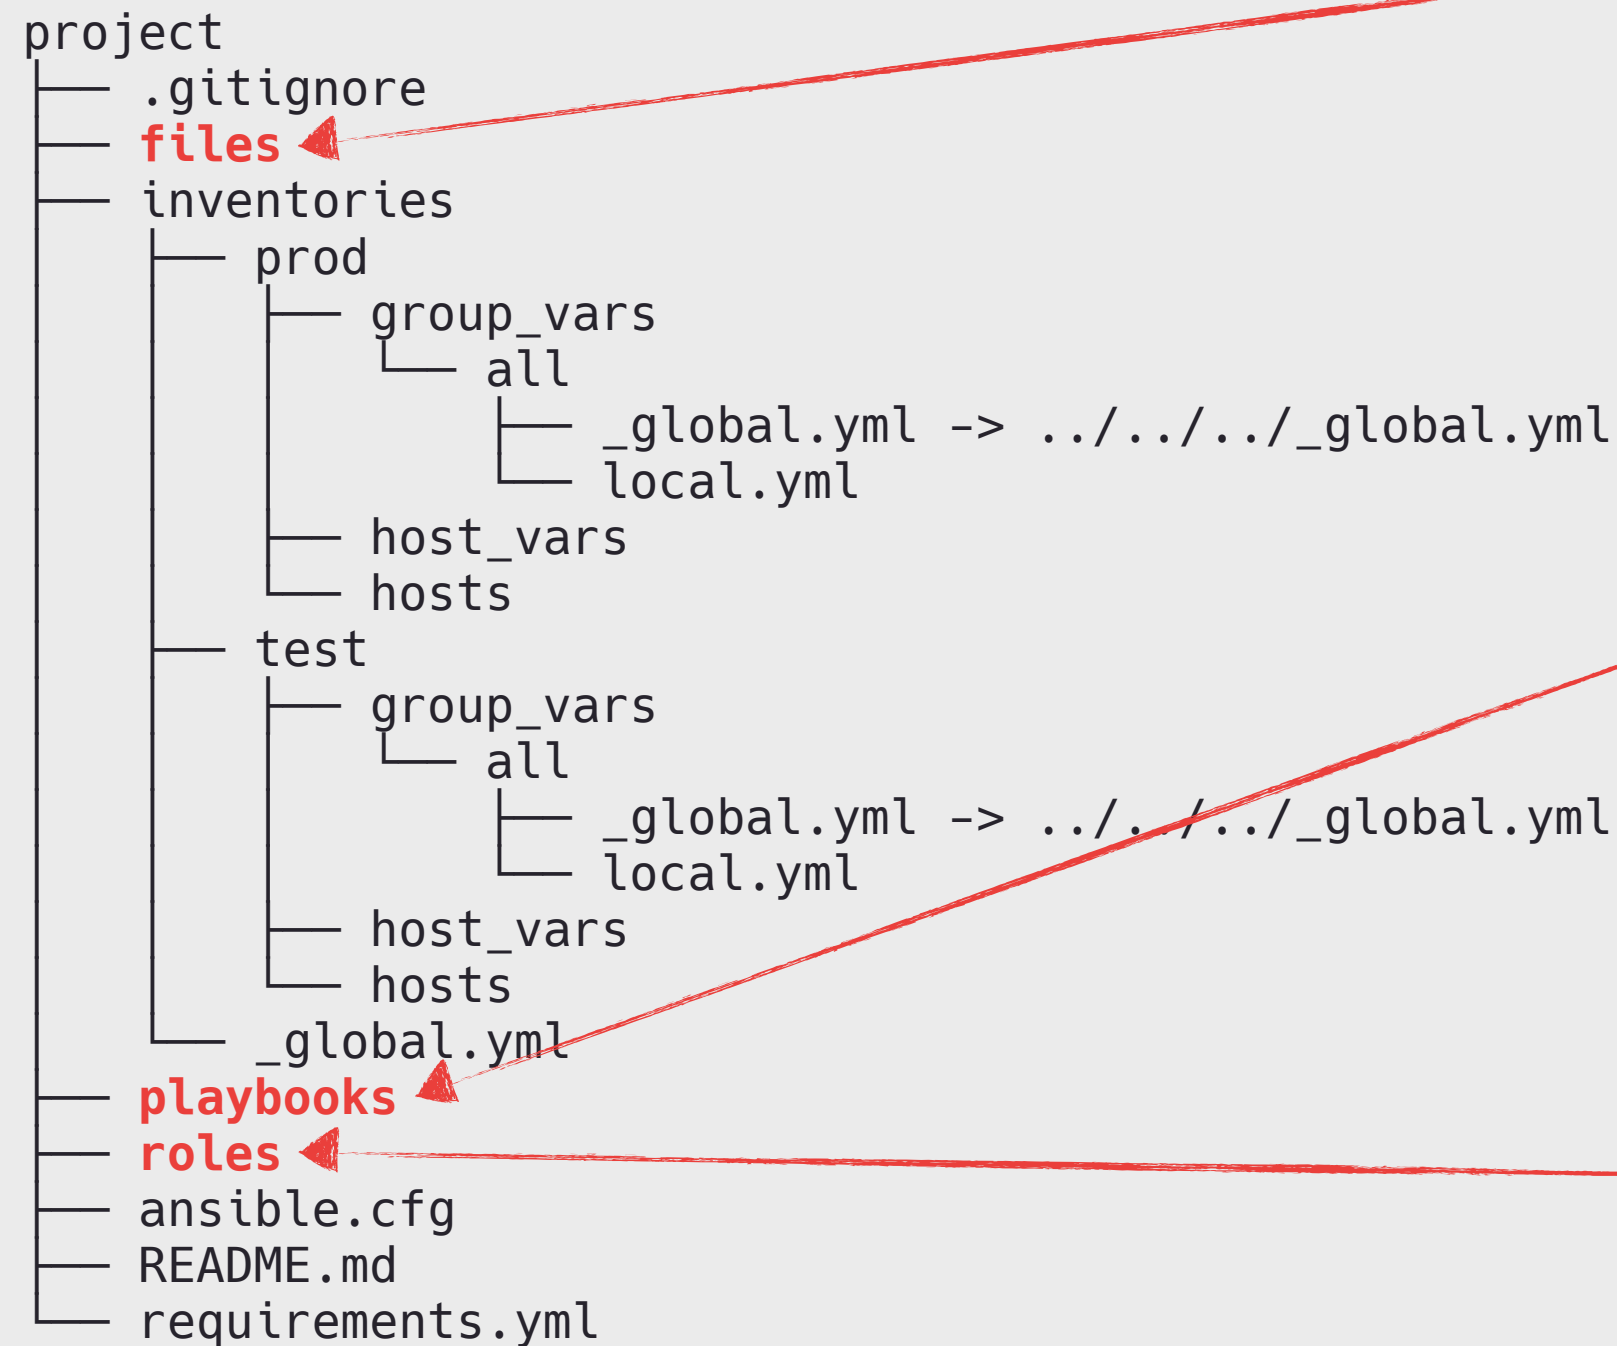 project
├── .gitignore
├── files
├── inventories
│   ├── prod
│   │   ├── group_vars
│   │   │   └── all
│   │   │       ├── _global.yml -> ../../../_global.yml
│   │   │       └── local.yml
│   │   ├── host_vars
│   │   └── hosts
│   ├── test
│   │   ├── group_vars
│   │   │   └── all
│   │   │       ├── _global.yml -> ../../../_global.yml
│   │   │       └── local.yml
│   │   ├── host_vars
│   │   └── hosts
│   └── _global.yml
├── playbooks
├── roles
├── ansible.cfg
├── README.md
└── requirements.yml